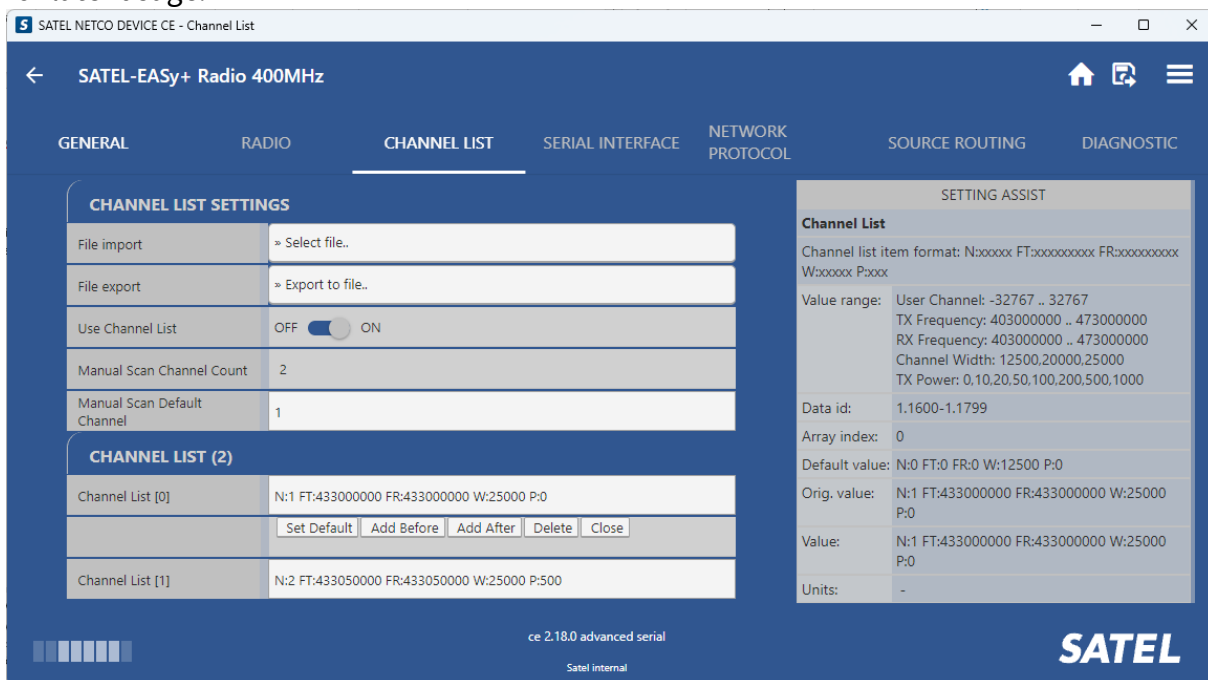 SATEL NETCO DEVICE CE - Channel List
SATEL-EASy+ Radio 400MHz
GENERAL
RADIO
CHANNEL LIST
SERIAL INTERFACE
NETWORK
PROTOCOL
SOURCE ROUTING
DIAGNOSTIC
CHANNEL LIST SETTINGS
File import
» Select file..
File export
» Export to file..
Use Channel List
OFF ON
Manual Scan Channel Count
2
Manual Scan Default
Channel
1
CHANNEL LIST (2)
Channel List [0]
N:1 FT:433000000 FR:433000000 W:25000 P:0
Set Default Add Before Add After Delete Close
Channel List [1]
N:2 FT:433050000 FR:433050000 W:25000 P:500
SETTING ASSIST
Channel List
Channel list item format: N:xxxxx FT:xxxxxxxxx FR:xxxxxxxxx
W:xxxxx P:xxx
Value range:
User Channel: -32767 .. 32767
TX Frequency: 403000000 .. 473000000
RX Frequency: 403000000 .. 473000000
Channel Width: 12500,20000,25000
TX Power: 0,10,20,50,100,200,500,1000
Data id:
1.1600-1.1799
Array index:
0
Default value:
N:0 FT:0 FR:0 W:12500 P:0
Orig. value:
N:1 FT:433000000 FR:433000000 W:25000
P:0
Value:
N:1 FT:433000000 FR:433000000 W:25000
P:0
Units:
-
ce 2.18.0 advanced serial
Satel internal
SATEL